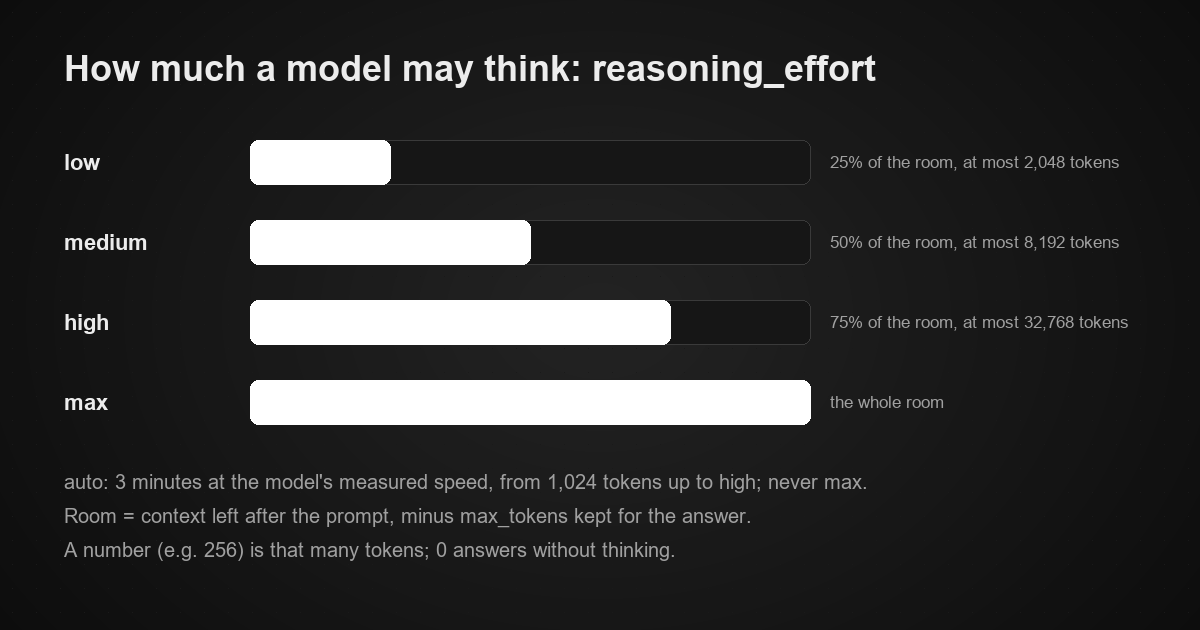 How much a model may think: reasoning_effort
low
25% of the room, at most 2,048 tokens
medium
50% of the room, at most 8,192 tokens
high
75% of the room, at most 32,768 tokens
max
the whole room
auto: 3 minutes at the model's measured speed, from 1,024 tokens up to high; never max.
Room = context left after the prompt, minus max_tokens kept for the answer.
A number (e.g. 256) is that many tokens; 0 answers without thinking.